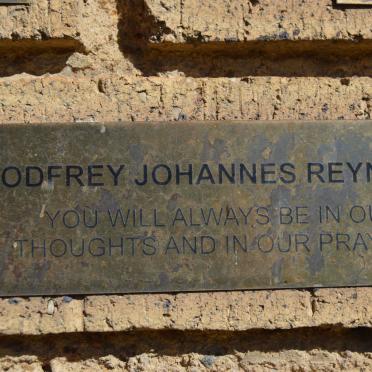 ODFREY JOHANNES REYN
YOU WILL ALWAYS BE IN OU
THOUGHTS AND IN OUR PRAY